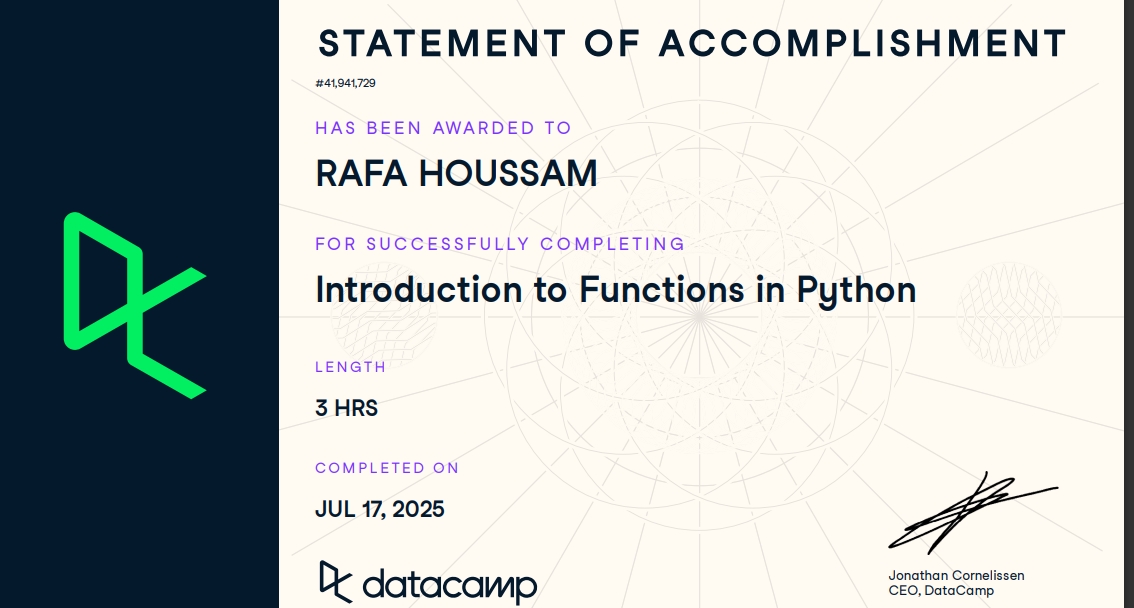 STATEMENT OF ACCOMPLISHMENT
#41,941,729
HAS BEEN AWARDED TO
RAFA HOUSSAM
FOR SUCCESSFULLY COMPLETING
Introduction to Functions in Python
LENGTH
3 HRS
COMPLETED ON
JUL 17, 2025
datacamp
Jonathan Cornelissen
CEO, DataCamp